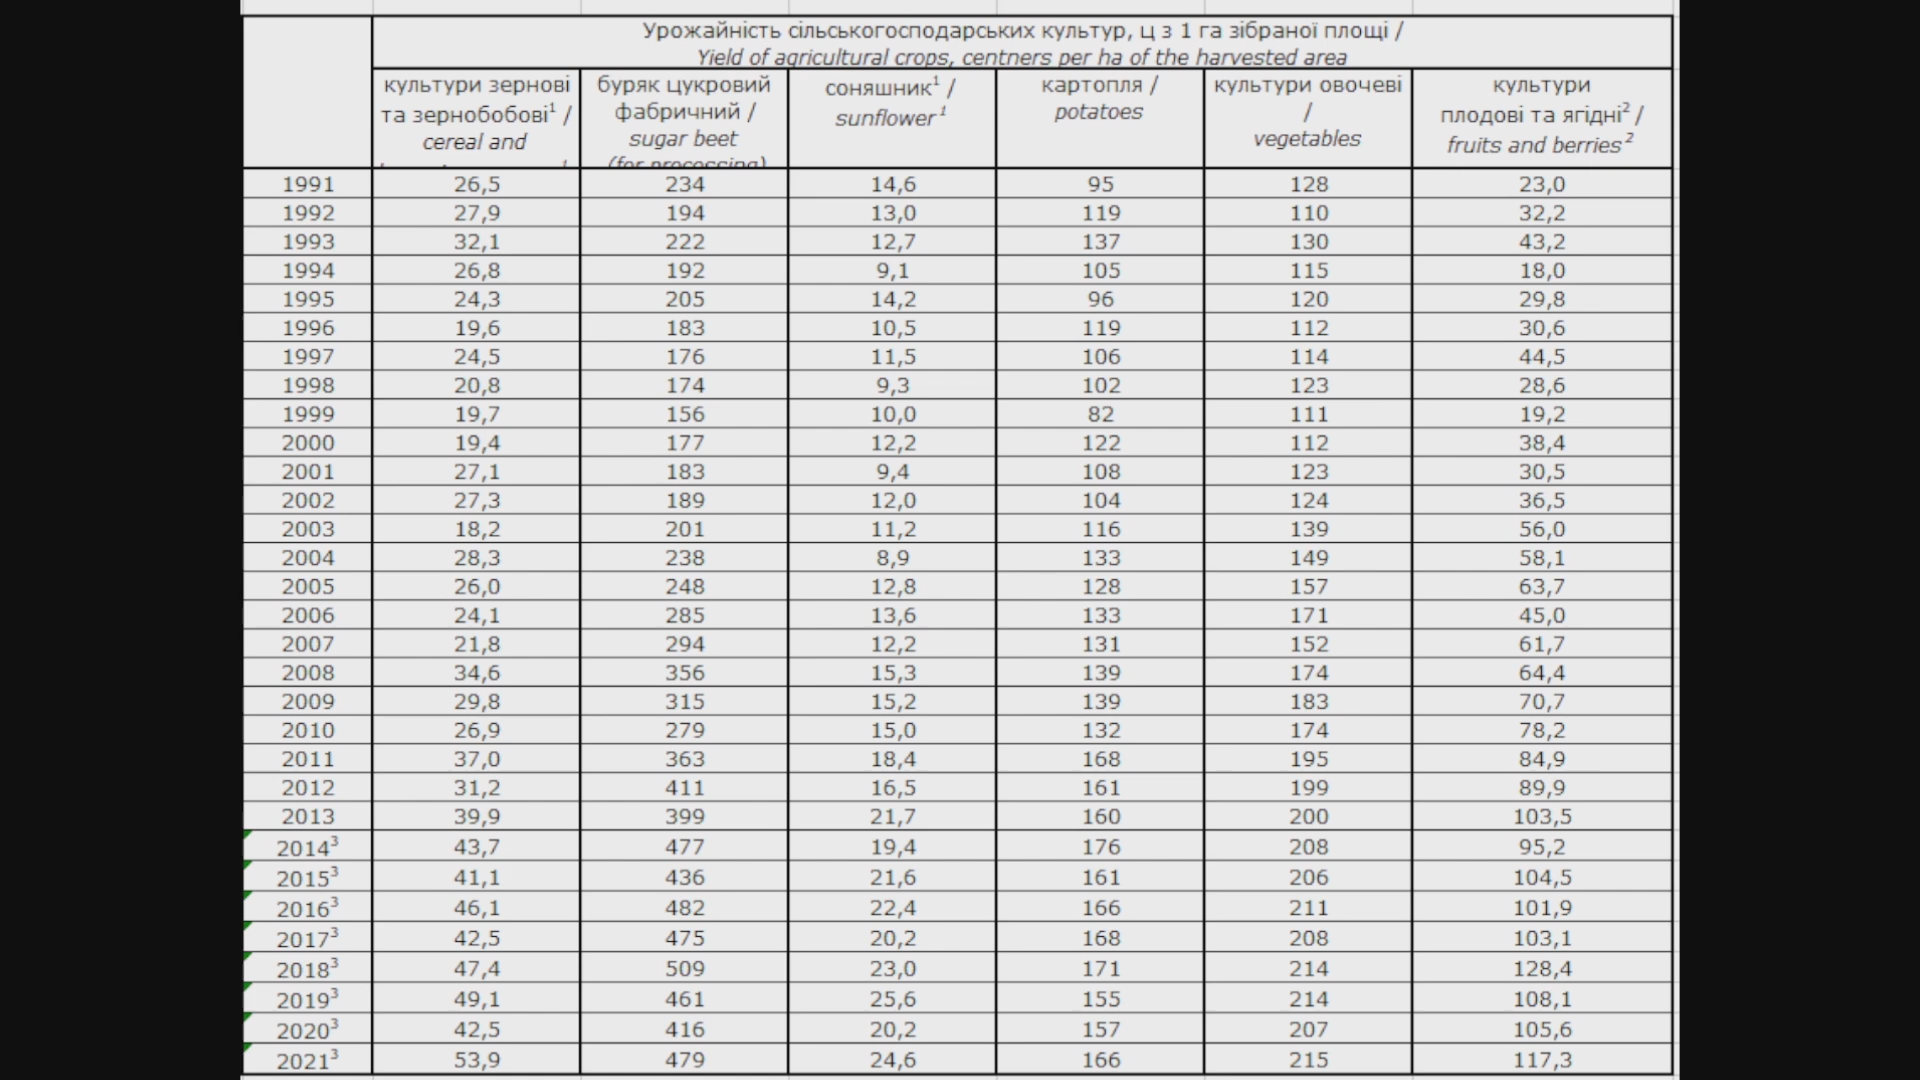 Урожайність сільськогосподарських культур, ц з 1 га зібраної площі /
Yield of agricultural crops, centners per ha of the harvested area
культури зернові та зернобобові¹ / cereal and
буряк цукровий фабричний / sugar beet (for processing)
соняшник¹ / sunflower¹
картопля / potatoes
культури овочеві / vegetables
культури плодові та ягідні² / fruits and berries²
1991 26,5 234 14,6 95 128 23,0
1992 27,9 194 13,0 119 110 32,2
1993 32,1 222 12,7 137 130 43,2
1994 26,8 192 9,1 105 115 18,0
1995 24,3 205 14,2 96 120 29,8
1996 19,6 183 10,5 119 112 30,6
1997 24,5 176 11,5 106 114 44,5
1998 20,8 174 9,3 102 123 28,6
1999 19,7 156 10,0 82 111 19,2
2000 19,4 177 12,2 122 112 38,4
2001 27,1 183 9,4 108 123 30,5
2002 27,3 189 12,0 104 124 36,5
2003 18,2 201 11,2 116 139 56,0
2004 28,3 238 8,9 133 149 58,1
2005 26,0 248 12,8 128 157 63,7
2006 24,1 285 13,6 133 171 45,0
2007 21,8 294 12,2 131 152 61,7
2008 34,6 356 15,3 139 174 64,4
2009 29,8 315 15,2 139 183 70,7
2010 26,9 279 15,0 132 174 78,2
2011 37,0 363 18,4 168 195 84,9
2012 31,2 411 16,5 161 199 89,9
2013 39,9 399 21,7 160 200 103,5
2014³ 43,7 477 19,4 176 208 95,2
2015³ 41,1 436 21,6 161 206 104,5
2016³ 46,1 482 22,4 166 211 101,9
2017³ 42,5 475 20,2 168 208 103,1
2018³ 47,4 509 23,0 171 214 128,4
2019³ 49,1 461 25,6 155 214 108,1
2020³ 42,5 416 20,2 157 207 105,6
2021³ 53,9 479 24,6 166 215 117,3